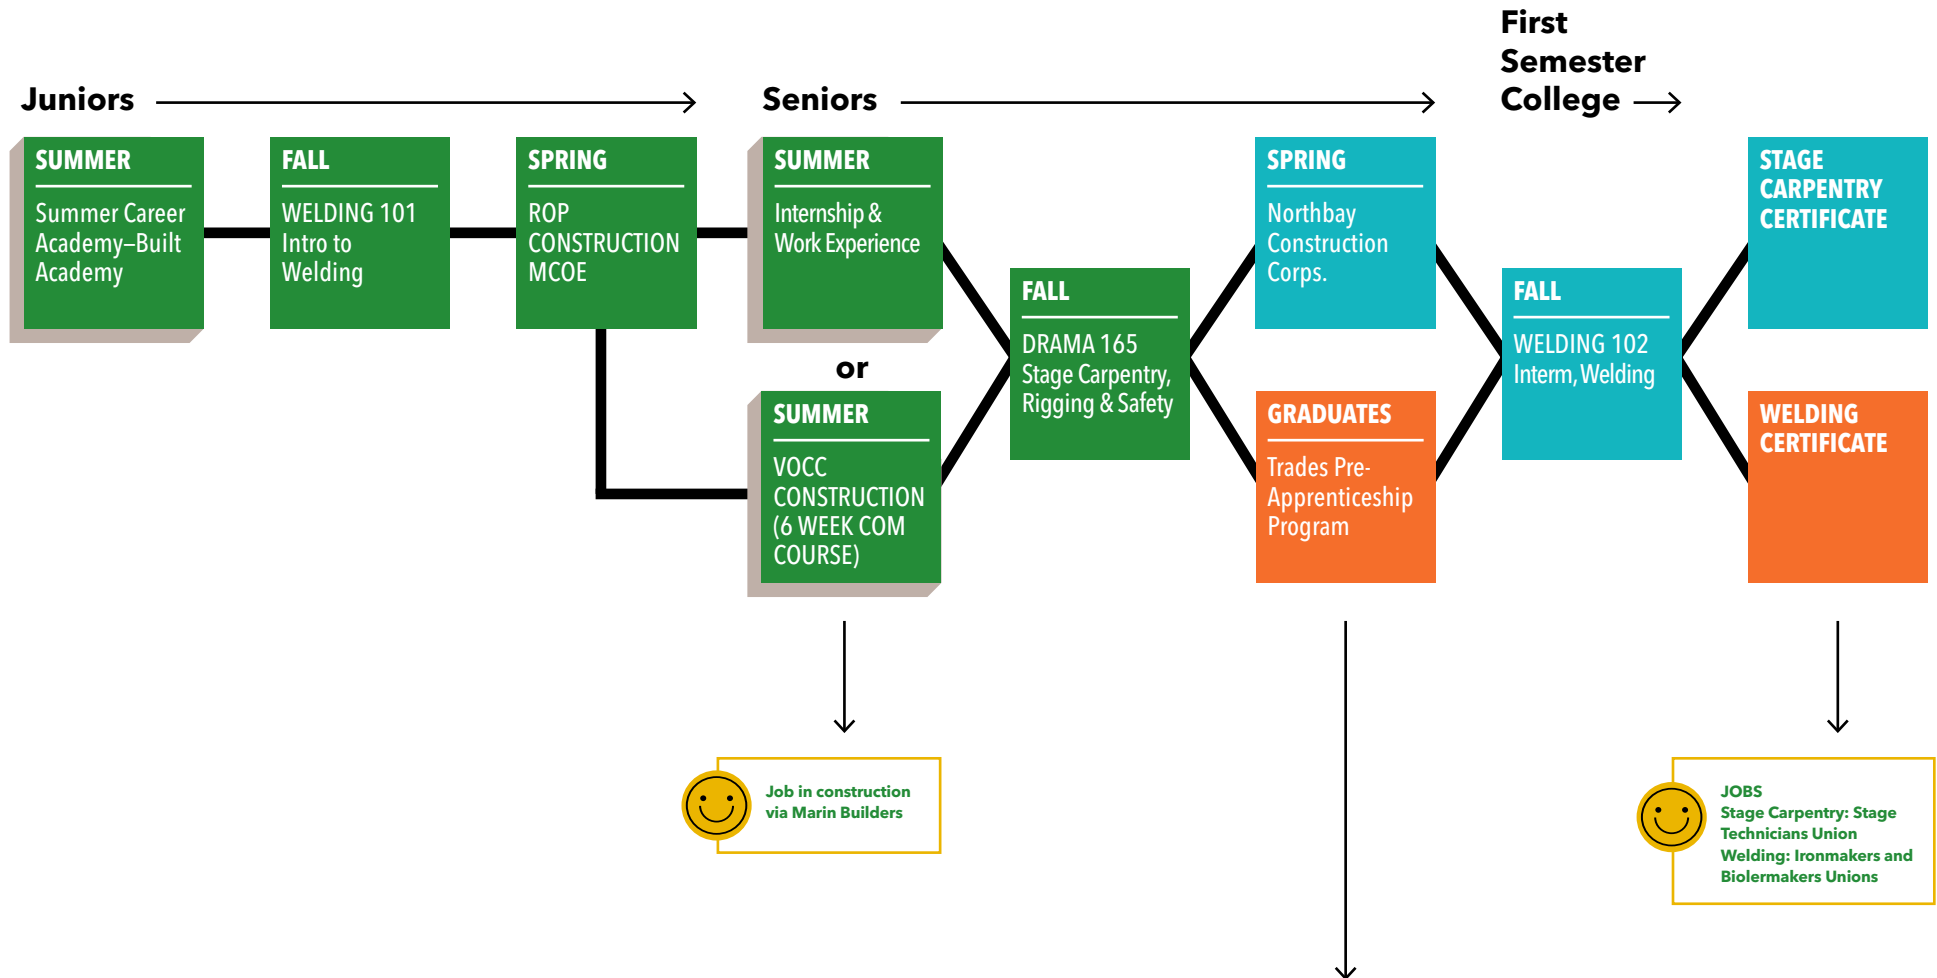 Juniors
Seniors
First
Semester
College
SUMMER
Summer Career
Academy–Built
Academy
FALL
WELDING 101
Intro to
Welding
SPRING
ROP
CONSTRUCTION
MCOE
SUMMER
Internship &
Work Experience
or
SUMMER
VOCC
CONSTRUCTION
(6 WEEK COM
COURSE)
FALL
DRAMA 165
Stage Carpentry,
Rigging & Safety
SPRING
Northbay
Construction
Corps.
GRADUATES
Trades Pre-
Apprenticeship
Program
FALL
WELDING 102
Interm, Welding
STAGE
CARPENTRY
CERTIFICATE
WELDING
CERTIFICATE
Job in construction
via Marin Builders
JOBS
Stage Carpentry: Stage
Technicians Union
Welding: Ironmakers and
Biolermakers Unions